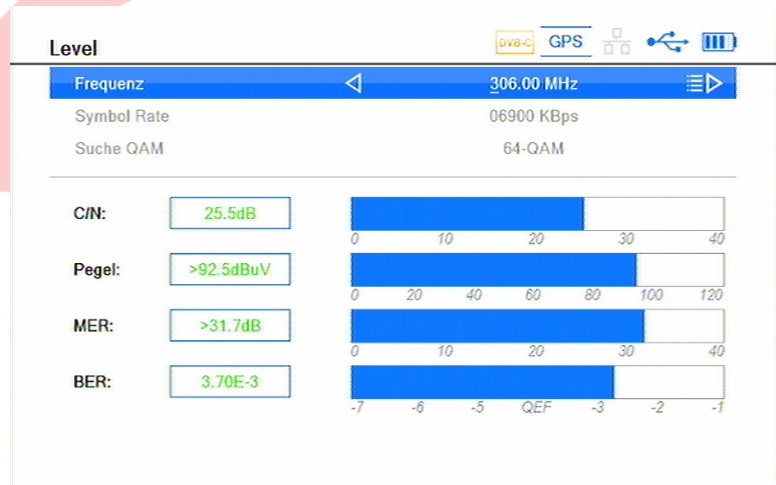 Level DVB-C GPS
Frequenz 306.00 MHz
Symbol Rate 06900 KBps
Suche QAM 64-QAM
C/N: 25.5dB
0 10 20 30 40
Pegel: >92.5dBuV
0 20 40 60 80 100 120
MER: >31.7dB
0 10 20 30 40
BER: 3.70E-3
-7 -6 -5 QEF -3 -2 -1